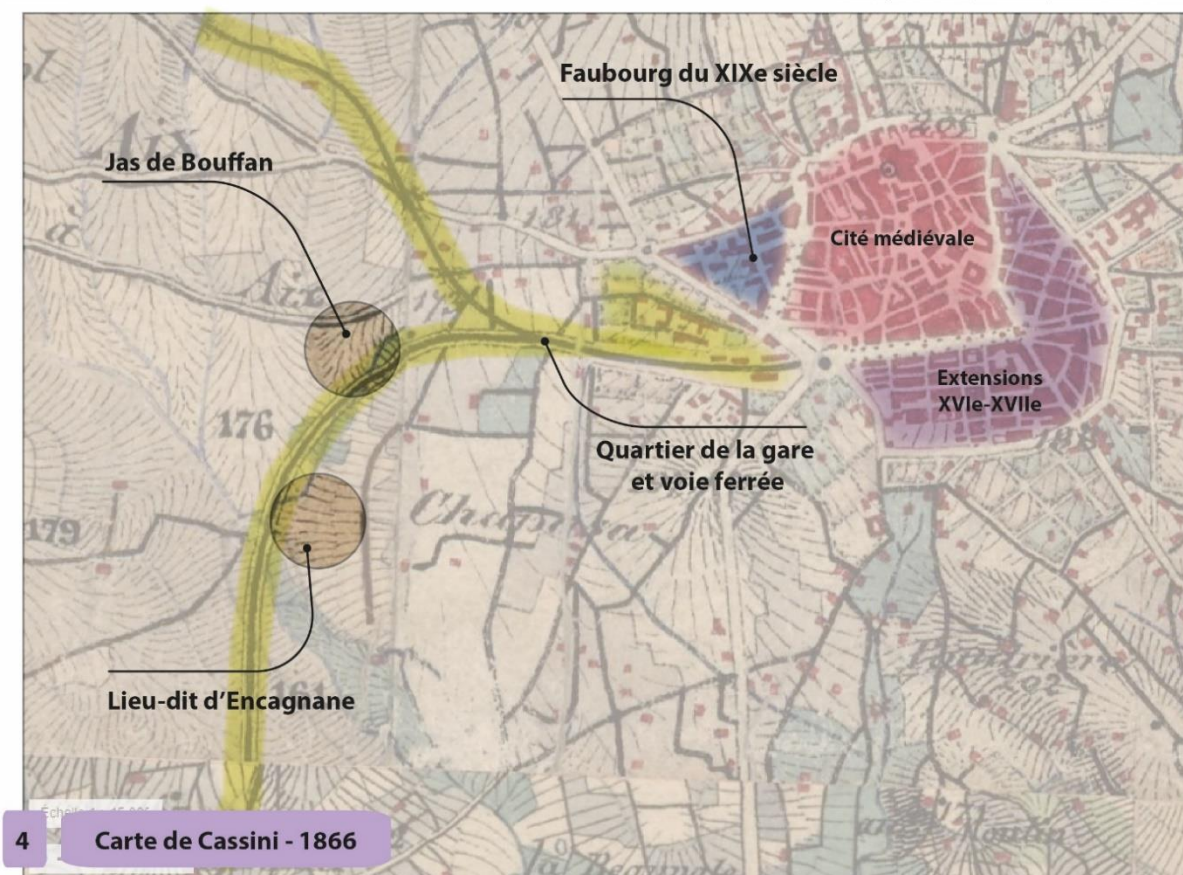 Faubourg du XIXe siècle
Jas de Bouffan
Aix
Cité médiévale
Aix
176
Extensions
XVIe-XVIIe
Quartier de la gare
et voie ferrée
179
Lieu-dit d'Encagnane
4
Carte de Cassini - 1866